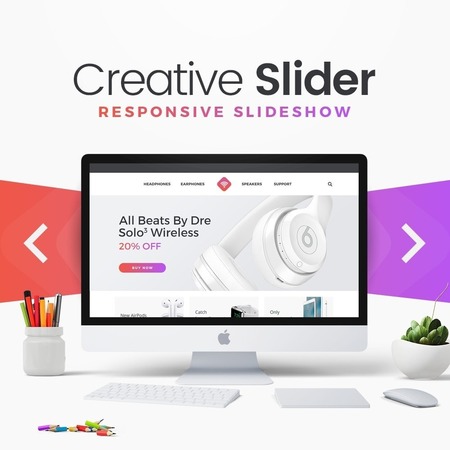 Creative Slider
RESPONSIVE SLIDESHOW
HEADPHONES EARPHONES SPEAKERS SUPPORT
All Beats By Dre
Solo³ Wireless
20% OFF
BUY NOW
New AirPods Catch Only